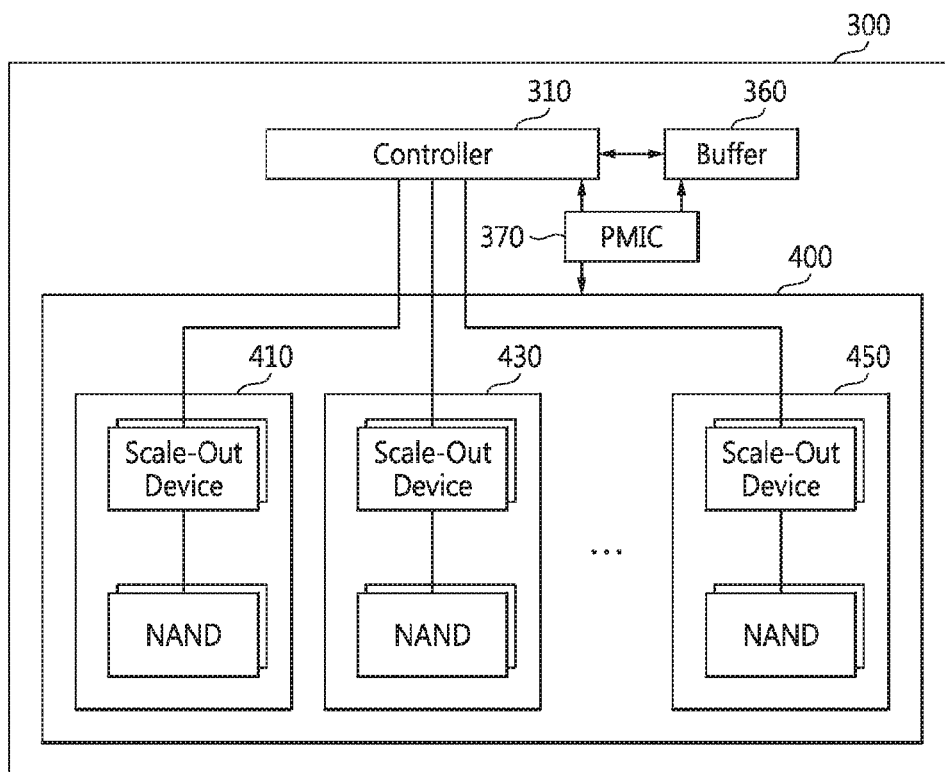 300
310
360
Controller
Buffer
370
PMIC
400
410
430
450
Scale-Out
Device
Scale-Out
Device
Scale-Out
Device
...
NAND
NAND
NAND